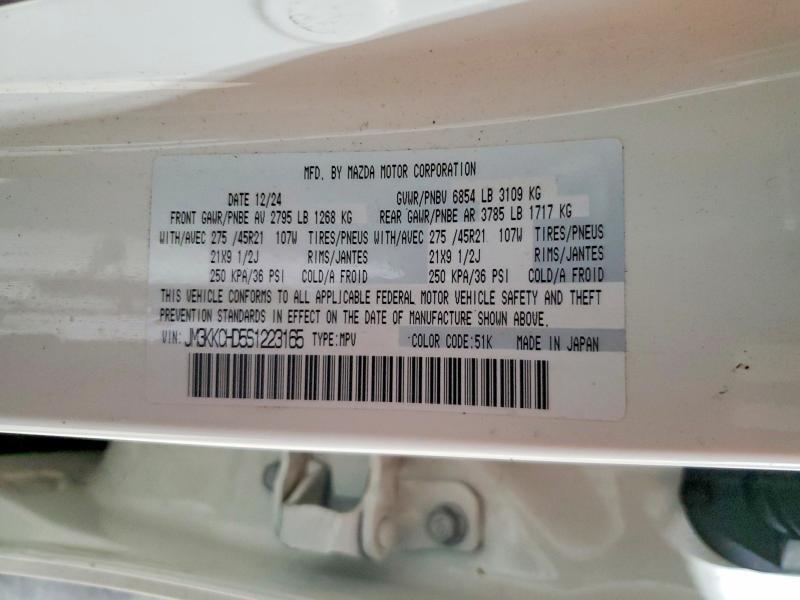 MFD. BY MAZDA MOTOR CORPORATION
DATE 12/24 GVWR/PNBV 6854 LB 3109 KG
FRONT GAWR/PNBE AV 2795 LB 1268 KG REAR GAWR/PNBE AR 3785 LB 1717 KG
WITH/AVEC 275 /45R21 107W TIRES/PNEUS WITH/AVEC 275 /45R21 107W TIRES/PNEUS
21X9 1/2J RIMS/JANTES 21X9 1/2J RIMS/JANTES
250 KPA/36 PSI COLD/A FROID 250 KPA/36 PSI COLD/A FROID
THIS VEHICLE CONFORMS TO ALL APPLICABLE FEDERAL MOTOR VEHICLE SAFETY AND THEFT
PREVENTION STANDARDS IN EFFECT ON THE DATE OF MANUFACTURE SHOWN ABOVE.
VIN: JM3KKCHD5S1223165 TYPE:MPV COLOR CODE:51K MADE IN JAPAN